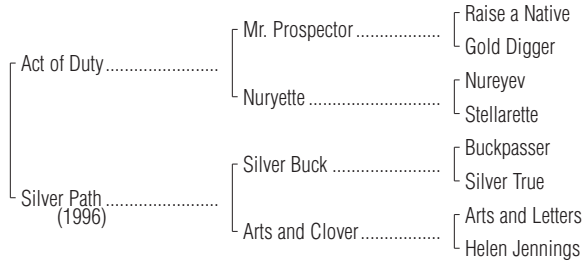 Raise a Native
Mr. Prospector ..................
Gold Digger
Act of Duty ........................
Nureyev
Nuryette ............................
Stellarette
Buckpasser
Silver Buck .......................
Silver True
Silver Path ........................
(1996)
Arts and Letters
Arts and Clover .................
Helen Jennings